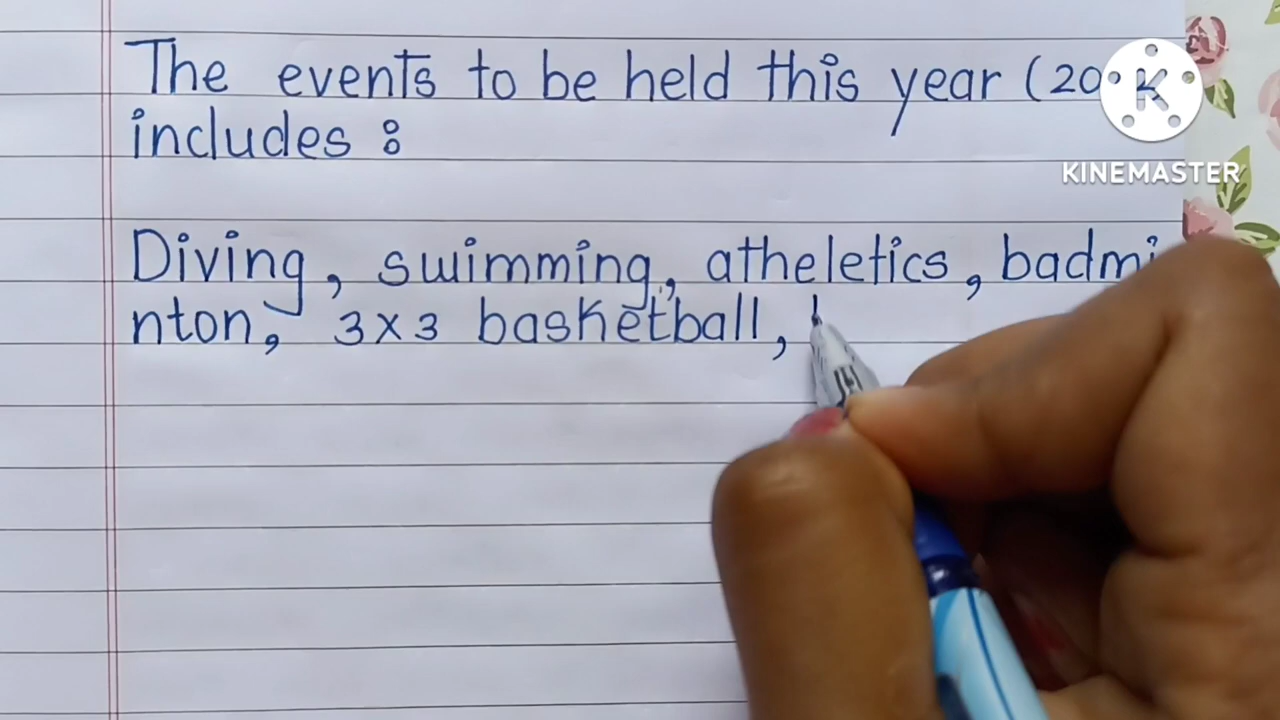 The events to be held this year (20
includes :
Diving, swimming, atheletics, badmi
nton, 3x3 basketball,
K
KINEMASTER